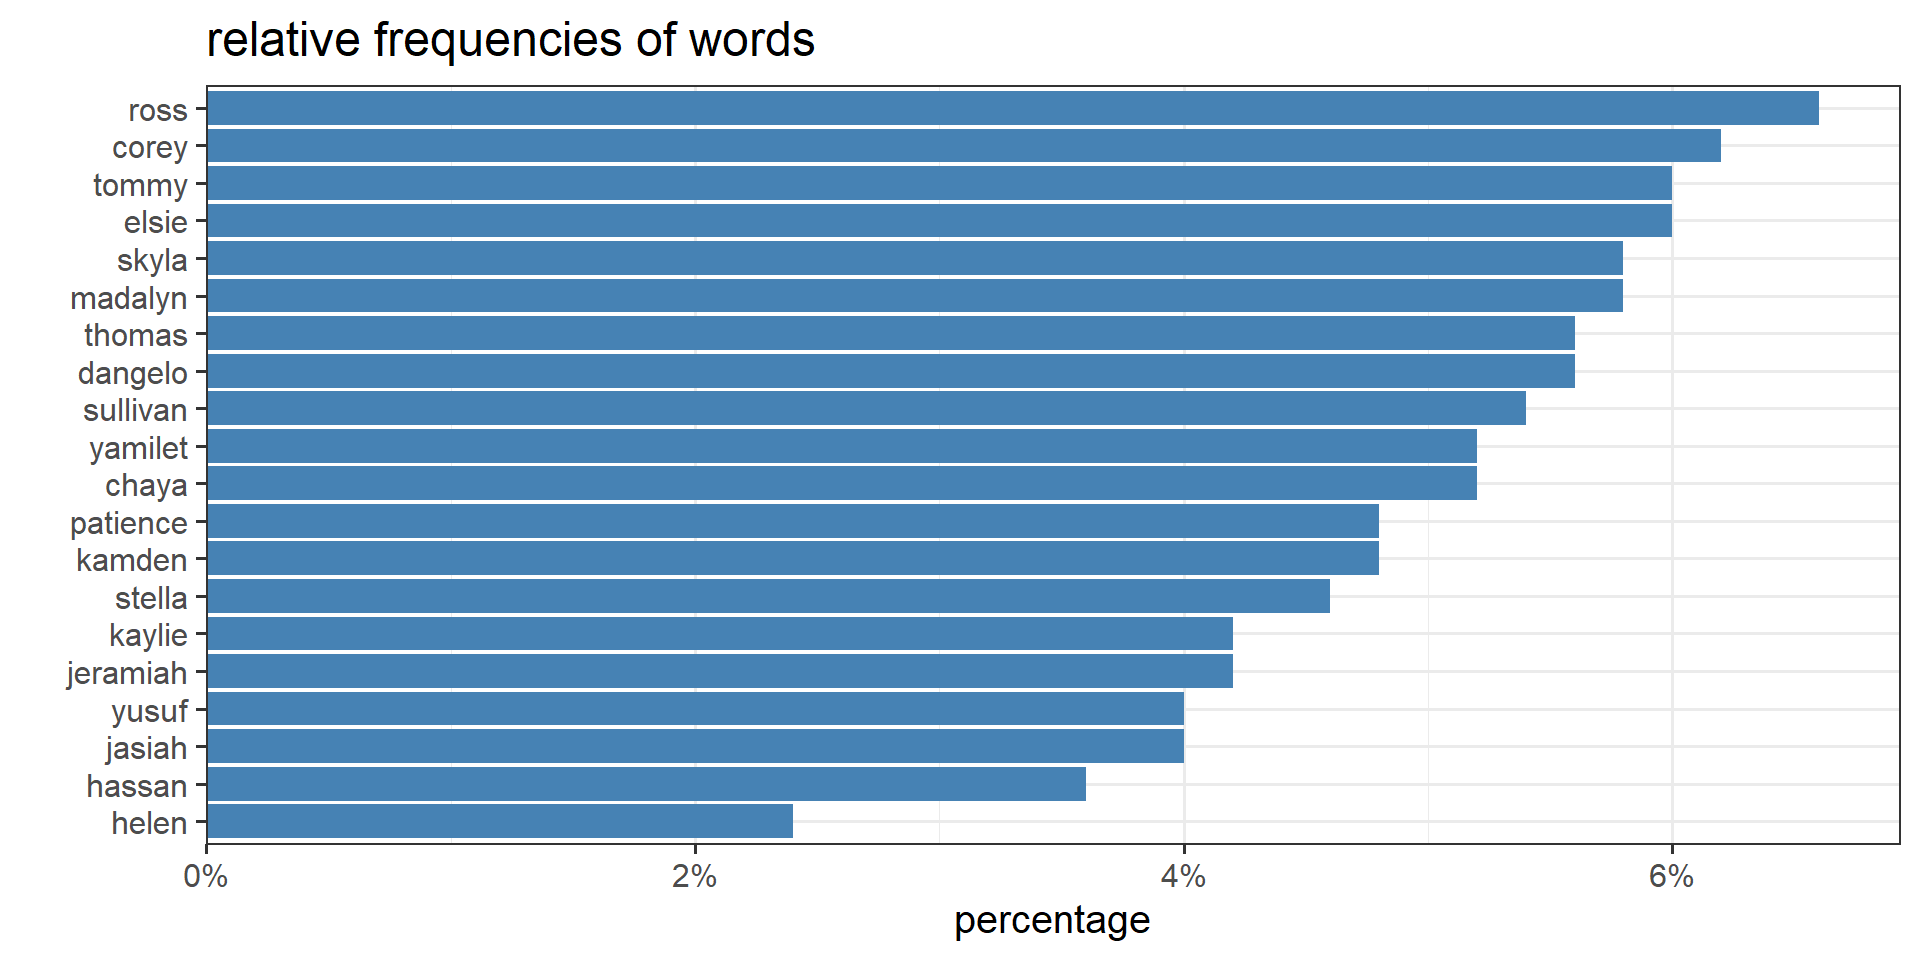 relative frequencies of words
ross
corey
tommy
elsie
skyla
madalyn
thomas
dangelo
sullivan
yamilet
chaya
patience
kamden
stella
kaylie
jeramiah
yusuf
jasiah
hassan
helen
0% 2% 4% 6%
percentage